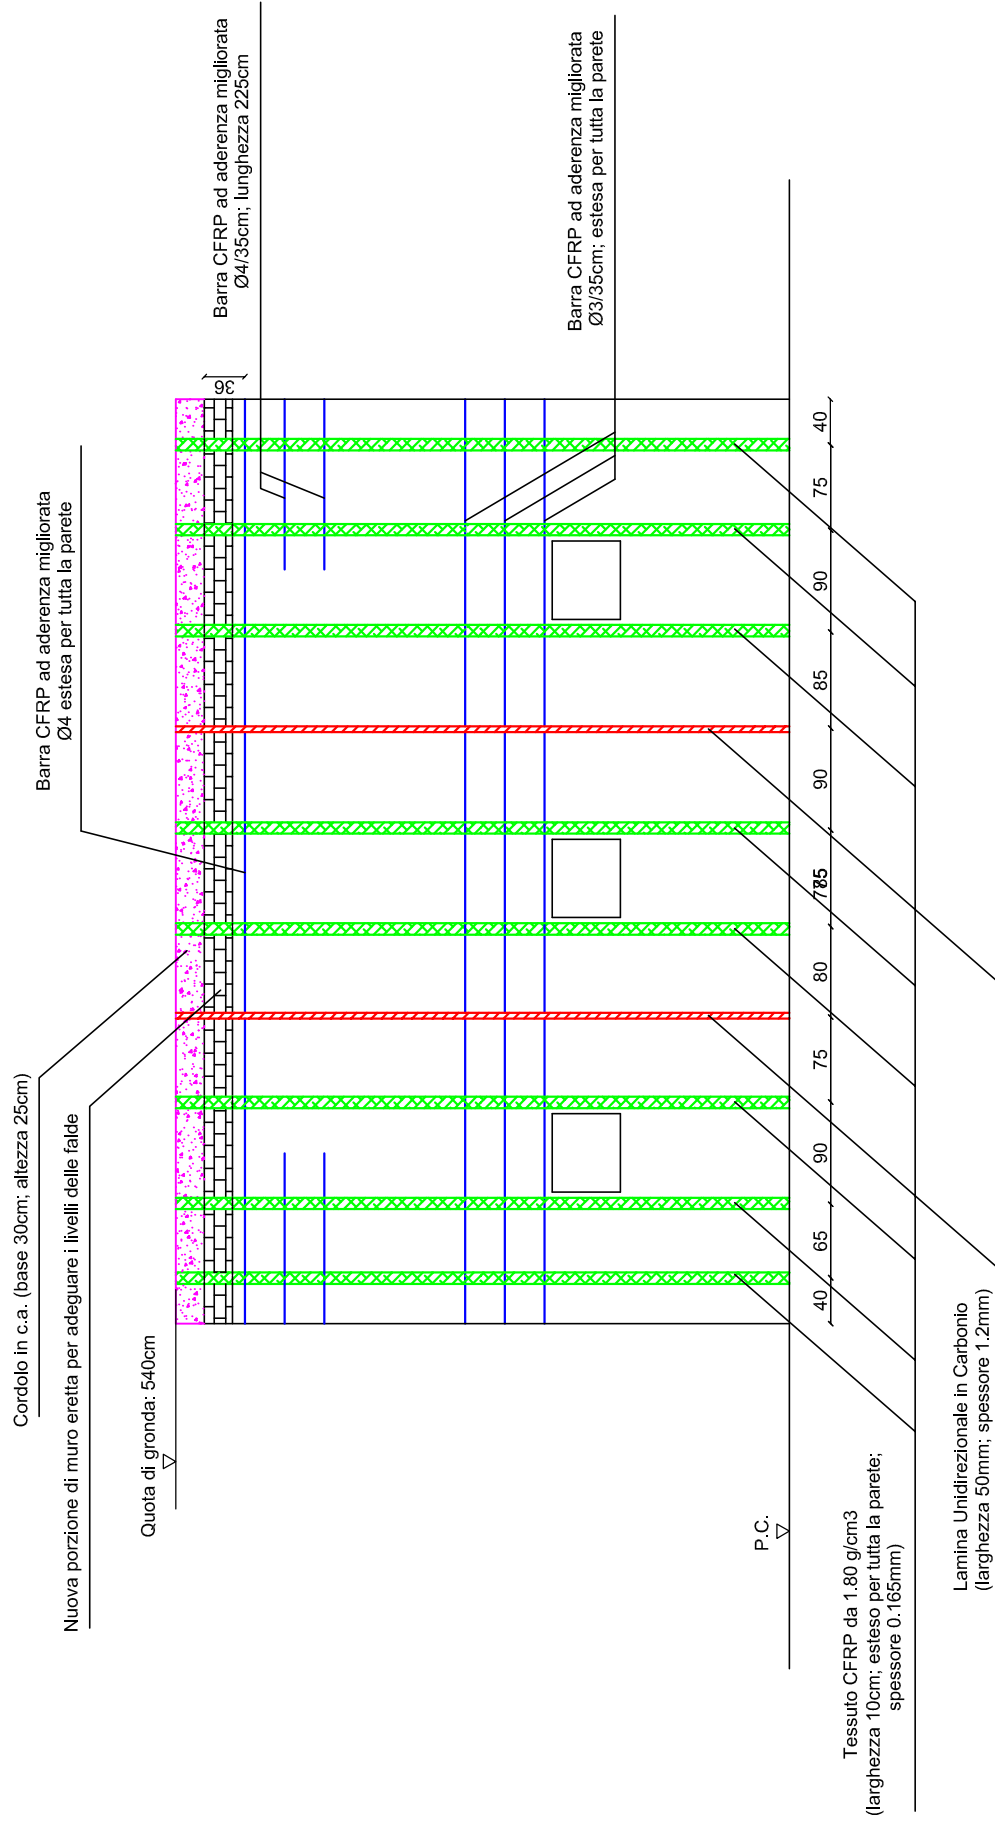 Cordolo in c.a. (base 30cm; altezza 25cm)
Nuova porzione di muro eretta per adeguare i livelli delle falde
Barra CFRP ad aderenza migliorata
Ø4 estesa per tutta la parete
Barra CFRP ad aderenza migliorata
Ø4/35cm; lunghezza 225cm
Barra CFRP ad aderenza migliorata
Ø3/35cm; estesa per tutta la parete
Quota di gronda: 540cm
36
P.C.
40
65
90
75
80
85
90
85
90
75
40
Tessuto CFRP da 1.80 g/cm3
(larghezza 10cm; esteso per tutta la parete;
spessore 0.165mm)
Lamina Unidirezionale in Carbonio
(larghezza 50mm; spessore 1.2mm)